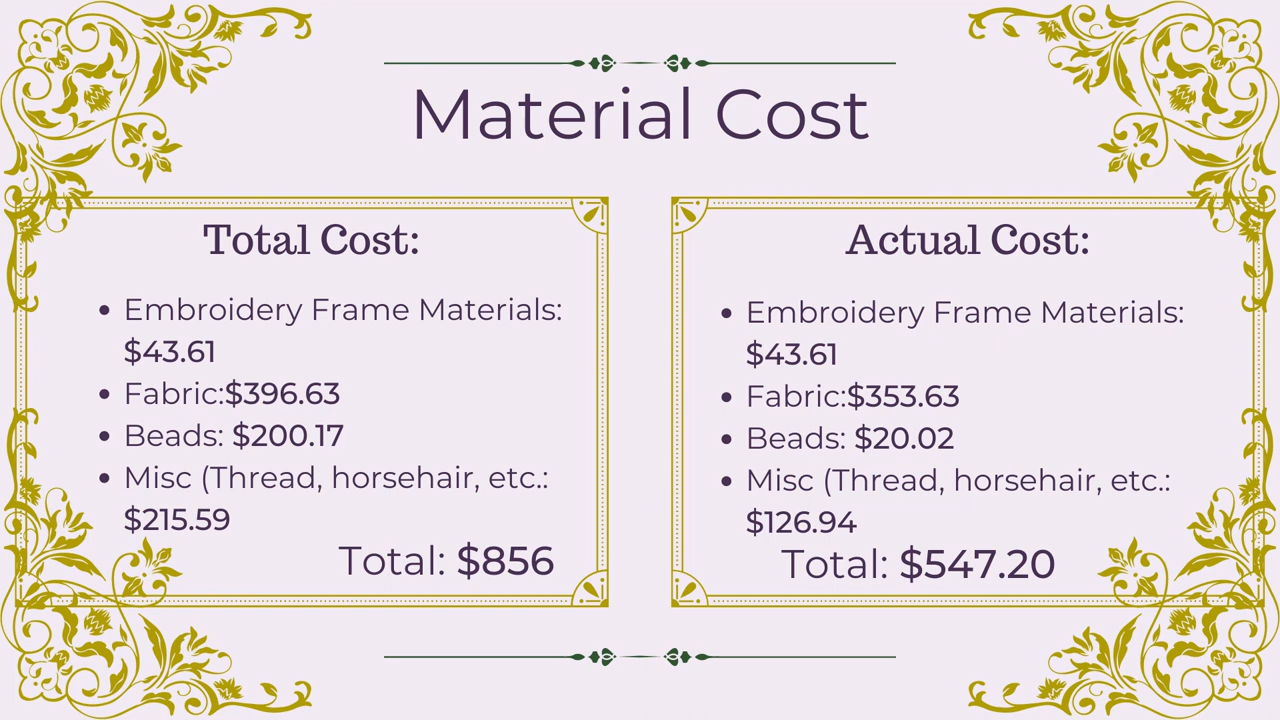 Material Cost
Total Cost:
• Embroidery Frame Materials:
$43.61
• Fabric:$396.63
• Beads: $200.17
• Misc (Thread, horsehair, etc.:
$215.59
Total: $856
Actual Cost:
• Embroidery Frame Materials:
$43.61
• Fabric:$353.63
• Beads: $20.02
• Misc (Thread, horsehair, etc.:
$126.94
Total: $547.20